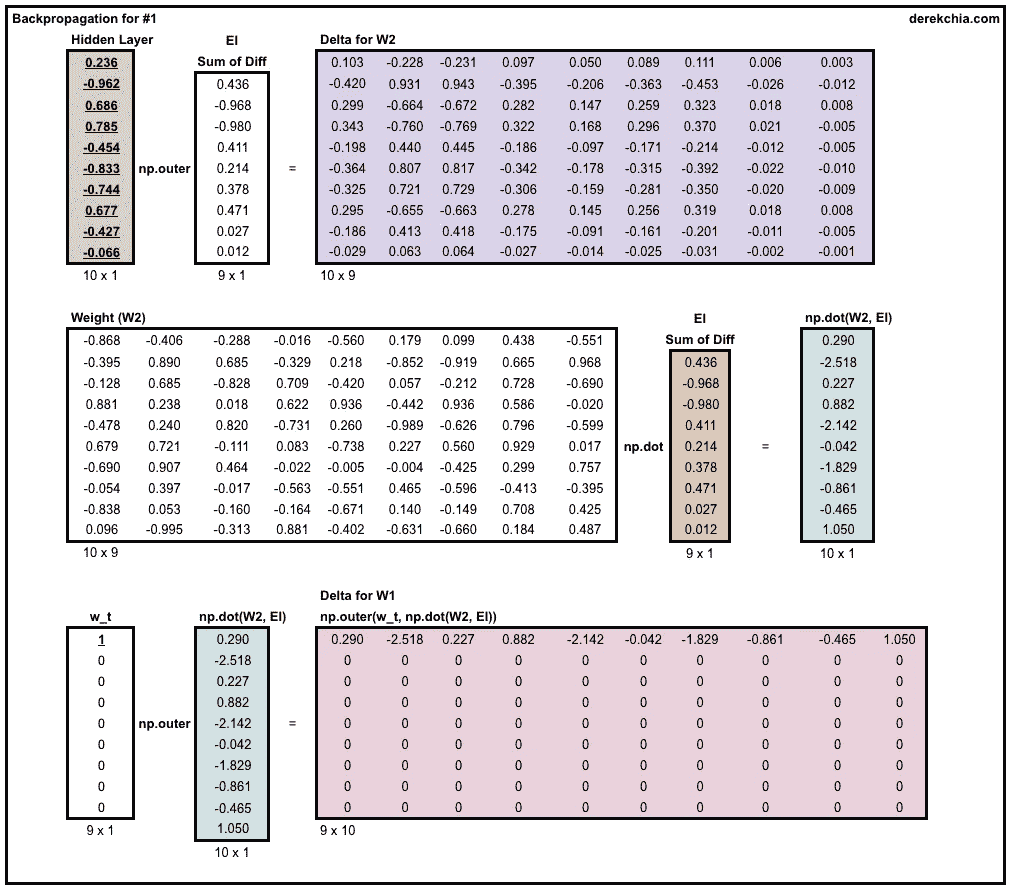 Backpropagation for #1 derekchia.com
Hidden Layer EI Delta for W2
0.236 Sum of Diff 0.103 -0.228 -0.231 0.097 0.050 0.089 0.111 0.006 0.003
-0.962 0.436 -0.420 0.931 0.943 -0.395 -0.206 -0.363 -0.453 -0.026 -0.012
0.686 -0.968 0.299 -0.664 -0.672 0.282 0.147 0.259 0.323 0.018 0.008
0.785 -0.980 0.343 -0.760 -0.769 0.322 0.168 0.296 0.370 0.021 -0.005
-0.454 0.411 -0.198 0.440 0.445 -0.186 -0.097 -0.171 -0.214 -0.012 -0.005
-0.833 np.outer 0.214 = -0.364 0.807 0.817 -0.342 -0.178 -0.315 -0.392 -0.022 -0.010
-0.744 0.378 -0.325 0.721 0.729 -0.306 -0.159 -0.281 -0.350 -0.020 -0.009
0.677 0.471 0.295 -0.655 -0.663 0.278 0.145 0.256 0.319 0.018 0.008
-0.427 0.027 -0.186 0.413 0.418 -0.175 -0.091 -0.161 -0.201 -0.011 -0.005
-0.066 0.012 -0.029 0.063 0.064 -0.027 -0.014 -0.025 -0.031 -0.002 -0.001
10 x 1 9 x 1 10 x 9
Weight (W2) EI np.dot(W2, EI)
-0.868 -0.406 -0.288 -0.016 -0.560 0.179 0.099 0.438 -0.551 Sum of Diff 0.290
-0.395 0.890 0.685 -0.329 0.218 -0.852 -0.919 0.665 0.968 0.436 -2.518
-0.128 0.685 -0.828 0.709 -0.420 0.057 -0.212 0.728 -0.690 -0.968 0.227
0.881 0.238 0.018 0.622 0.936 -0.442 0.936 0.586 -0.020 -0.980 0.882
-0.478 0.240 0.820 -0.731 0.260 -0.989 -0.626 0.796 -0.599 0.411 -2.142
0.679 0.721 -0.111 0.083 -0.738 0.227 0.560 0.929 0.017 np.dot 0.214 = -0.042
-0.690 0.907 0.464 -0.022 -0.005 -0.004 -0.425 0.299 0.757 0.378 -1.829
-0.054 0.397 -0.017 -0.563 -0.551 0.465 -0.596 -0.413 -0.395 0.471 -0.861
-0.838 0.053 -0.160 -0.164 -0.671 0.140 -0.149 0.708 0.425 0.027 -0.465
0.096 -0.995 -0.313 0.881 -0.402 -0.631 -0.660 0.184 0.487 0.012 1.050
10 x 9 9 x 1 10 x 1
Delta for W1
w_t np.dot(W2, EI) np.outer(w_t, np.dot(W2, EI))
1 0.290 0.290 -2.518 0.227 0.882 -2.142 -0.042 -1.829 -0.861 -0.465 1.050
0 -2.518 0 0 0 0 0 0 0 0 0 0
0 0.227 0 0 0 0 0 0 0 0 0 0
0 0.882 0 0 0 0 0 0 0 0 0 0
0 np.outer -2.142 = 0 0 0 0 0 0 0 0 0 0
0 -0.042 0 0 0 0 0 0 0 0 0 0
0 -1.829 0 0 0 0 0 0 0 0 0 0
0 -0.861 0 0 0 0 0 0 0 0 0 0
0 -0.465 0 0 0 0 0 0 0 0 0 0
9 x 1 1.050 9 x 10
10 x 1